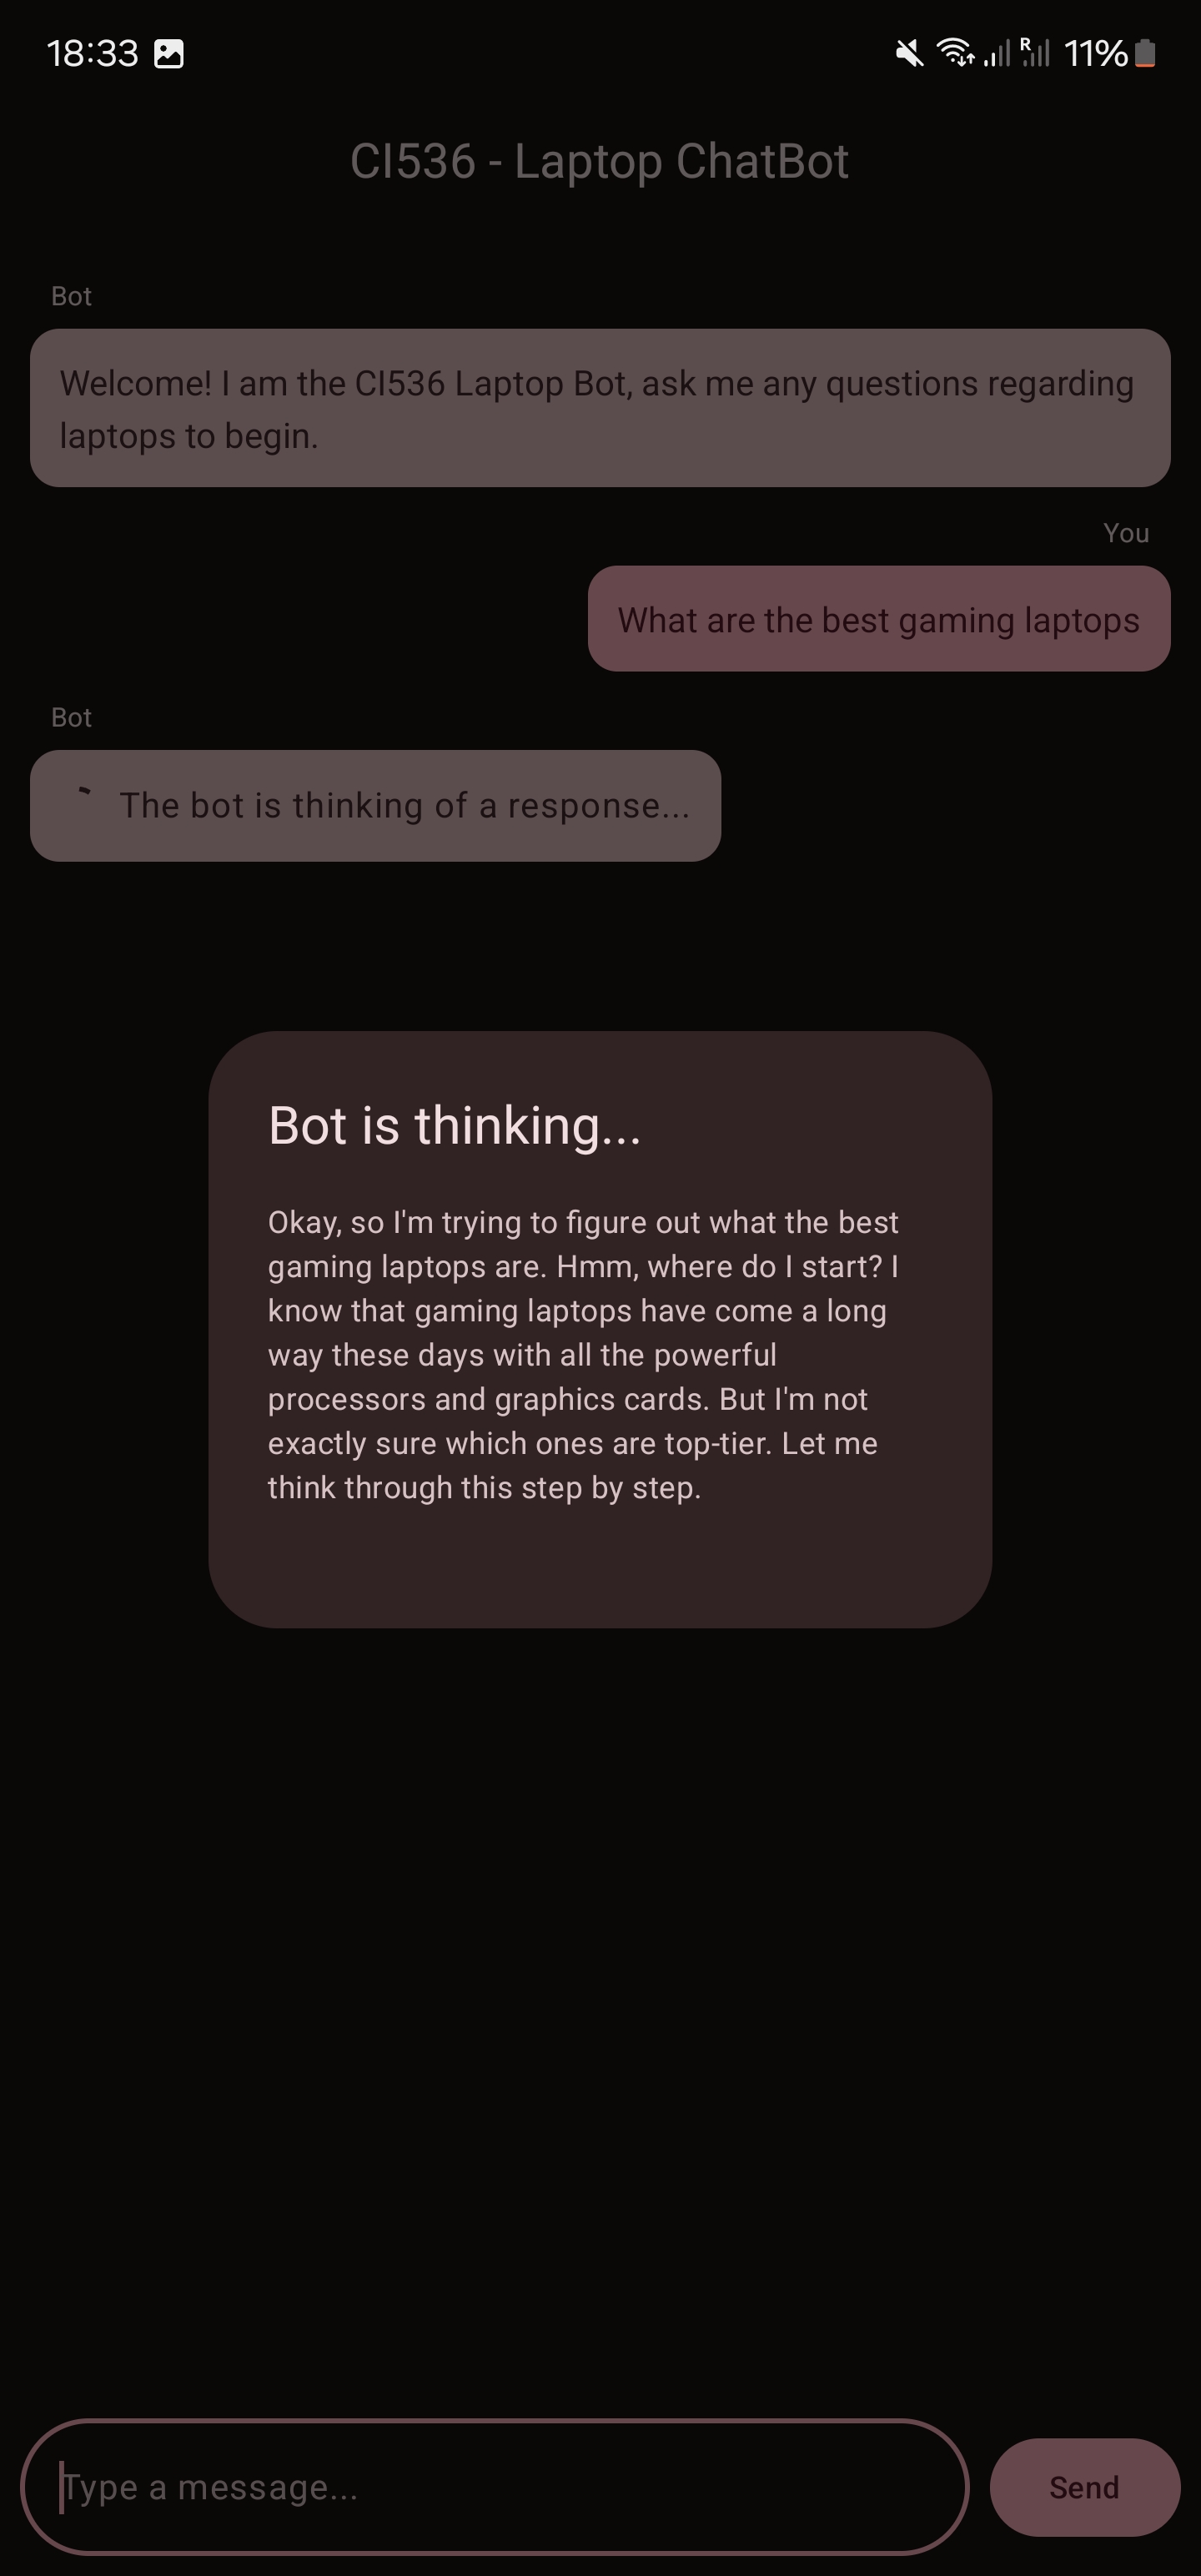 18:33
R
11%
CI536 - Laptop ChatBot
Bot
Welcome! I am the CI536 Laptop Bot, ask me any questions regarding
laptops to begin.
You
What are the best gaming laptops
Bot
The bot is thinking of a response...
Bot is thinking...
Okay, so I'm trying to figure out what the best
gaming laptops are. Hmm, where do I start? I
know that gaming laptops have come a long
way these days with all the powerful
processors and graphics cards. But I'm not
exactly sure which ones are top-tier. Let me
think through this step by step.
Type a message...
Send